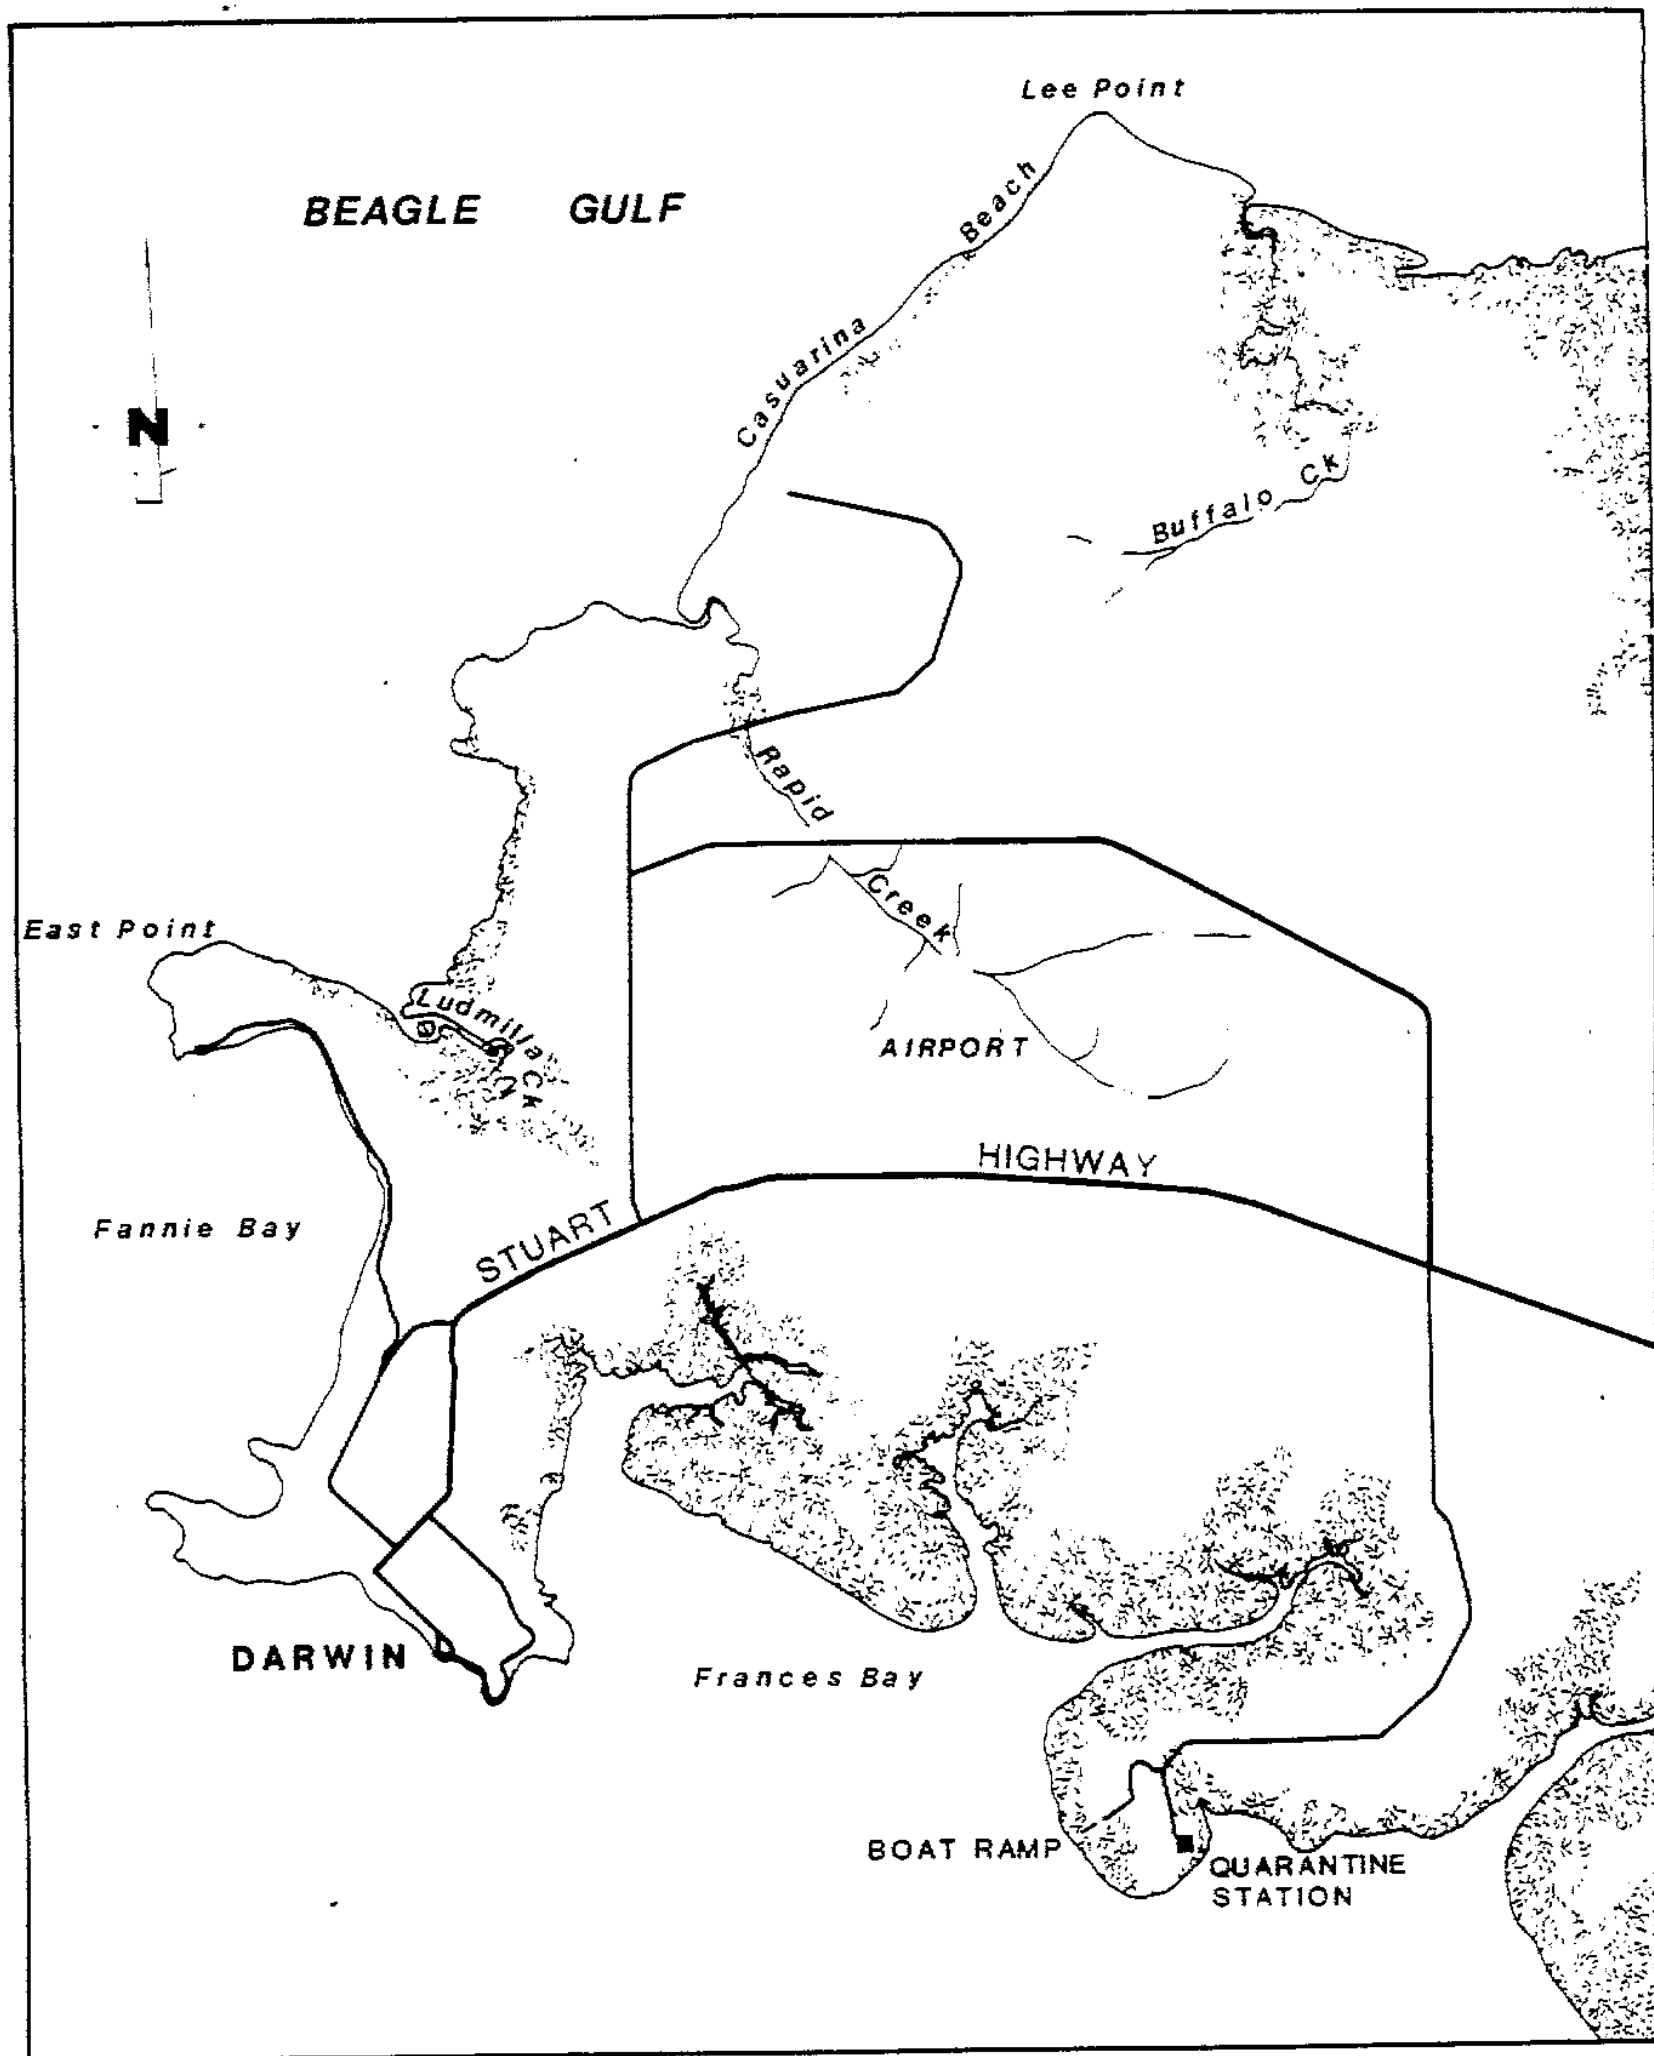 Lee Point
BEAGLE GULF
Casuarina Beach
N
Buffalo Ck
Rapid Creek
East Point
Ludmilla Ck
AIRPORT
STUART HIGHWAY
Fannie Bay
DARWIN
Frances Bay
BOAT RAMP
QUARANTINE
STATION